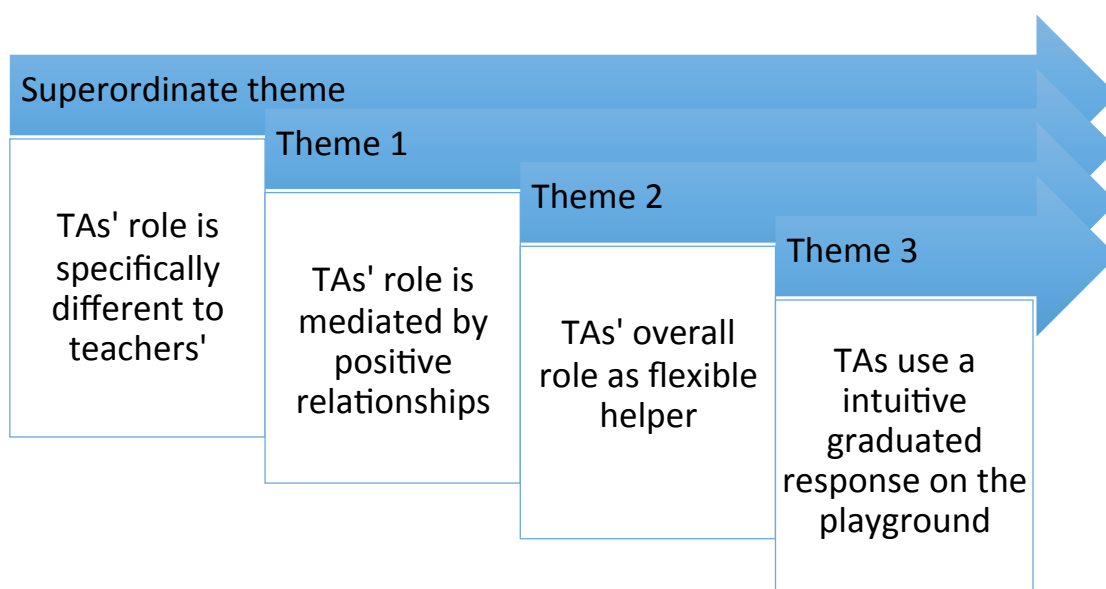 Superordinate theme
TAs' role is
specifically
different to
teachers'
Theme 1
TAs' role is
mediated by
positive
relationships
Theme 2
TAs' overall
role as flexible
helper
Theme 3
TAs use a
intuitive
graduated
response on the
playground